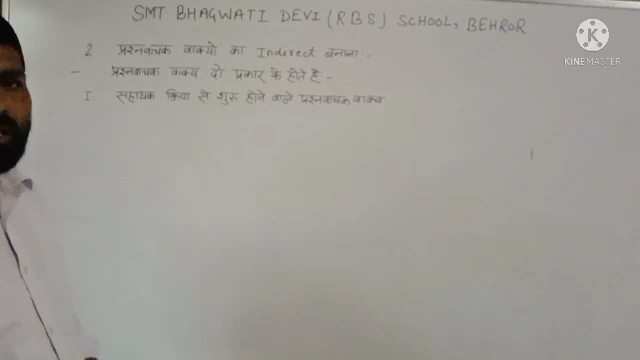 SMT BHAGWATI DEVI (RBS) SCHOOL, BEHROR
2 प्रश्नवाचक वाक्यो का Indirect बनाना :-
- प्रश्नवाचक वाक्य दो प्रकार के होते है -
I सहायक क्रिया से शुरू होने वाले प्रश्नवाचक वाक्य
KINEMASTER